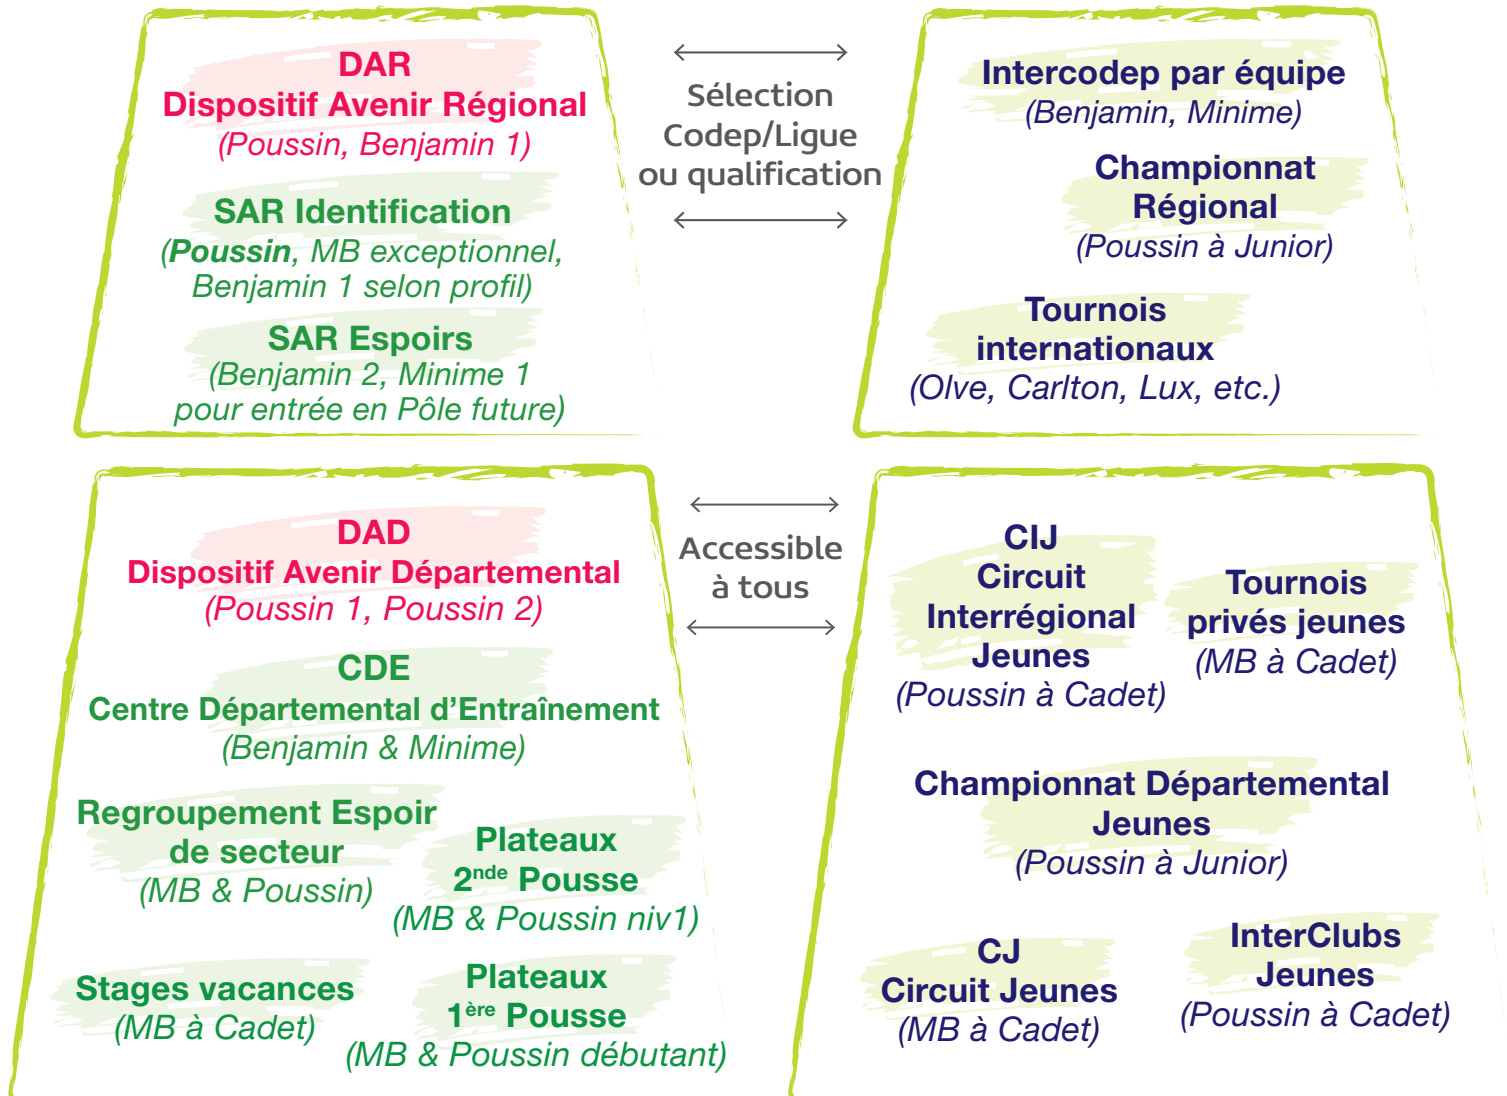 DAR
Dispositif Avenir Régional
(Poussin, Benjamin 1)
SAR Identification
(Poussin, MB exceptionnel,
Benjamin 1 selon profil)
SAR Espoirs
(Benjamin 2, Minime 1
pour entrée en Pôle future)
Sélection
Codep/Ligue
ou qualification
Intercodep par équipe
(Benjamin, Minime)
Championnat
Régional
(Poussin à Junior)
Tournois
internationaux
(Olve, Carlton, Lux, etc.)
DAD
Dispositif Avenir Départemental
(Poussin 1, Poussin 2)
CDE
Centre Départemental d’Entraînement
(Benjamin & Minime)
Regroupement Espoir
de secteur
(MB & Poussin)
Plateaux
2nde Pousse
(MB & Poussin niv1)
Stages vacances
(MB à Cadet)
Plateaux
1ère Pousse
(MB & Poussin débutant)
Accessible
à tous
CIJ
Circuit
Interrégional
Jeunes
(Poussin à Cadet)
Tournois
privés jeunes
(MB à Cadet)
Championnat Départemental
Jeunes
(Poussin à Junior)
CJ
Circuit Jeunes
(MB à Cadet)
InterClubs
Jeunes
(Poussin à Cadet)